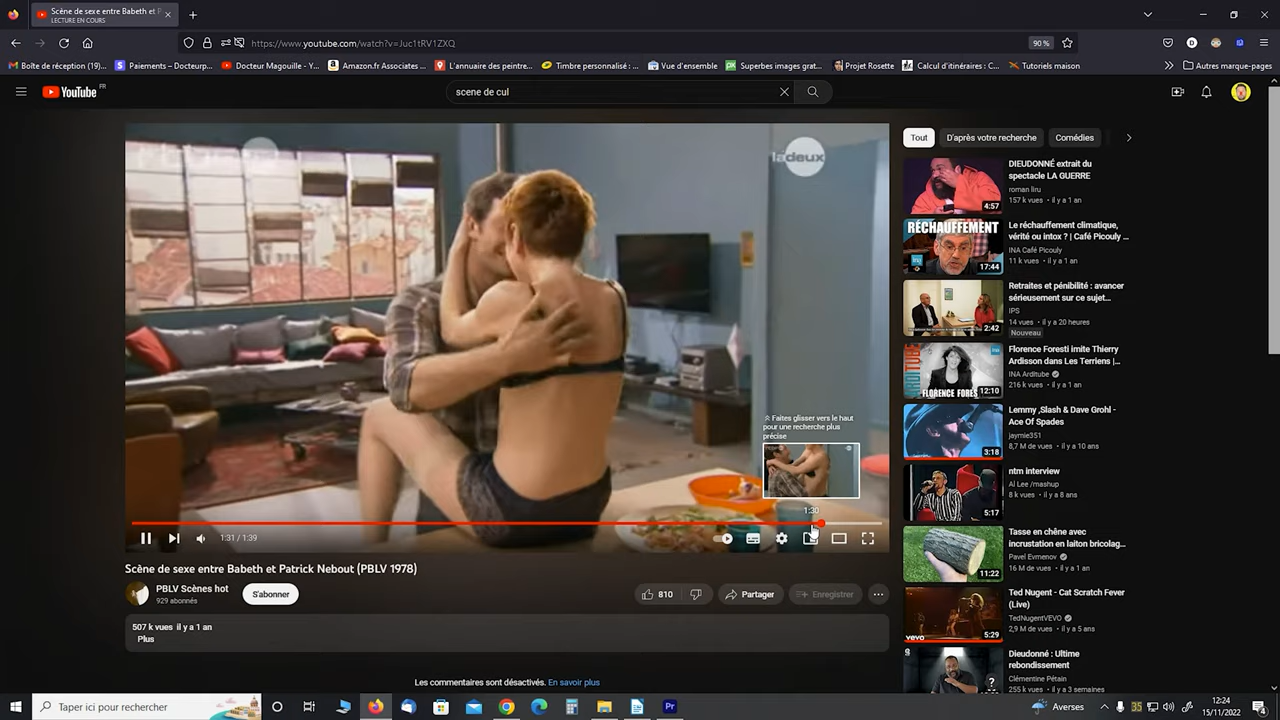 Scène de sexe entre Babeth et P
LECTURE EN COURS
https://www.youtube.com/watch?v=Juc1tRV1ZXQ
90 %
Boîte de réception (19)...
Paiements – Docteurp...
Docteur Magouille - Y...
Amazon.fr Associates ...
L'annuaire des peintre...
Timbre personnalisé : ...
Vue d'ensemble
Superbes images grat...
Projet Rosette
Calcul d'itinéraires : C...
Tutoriels maison
Autres marque-pages
YouTube FR
scene de cul
ladeux
Tout
D'après votre recherche
Comédies
DIEUDONNÉ extrait du
spectacle LA GUERRE
roman liru
157 k vues • il y a 1 an
4:57
RÉCHAUFFEMENT
Le réchauffement climatique,
vérité ou intox ? | Café Picouly ...
INA Café Picouly
11 k vues • il y a 1 an
17:44
Retraites et pénibilité : avancer
sérieusement sur ce sujet...
IPS
14 vues • il y a 20 heures
Nouveau
2:42
Florence Foresti imite Thierry
Ardisson dans Les Terriens |...
INA Arditube
216 k vues • il y a 1 an
FLORENCE FORES
12:10
Lemmy ,Slash & Dave Grohl -
Ace Of Spades
jaymie351
8,7 M de vues • il y a 10 ans
3:18
ntm interview
Al Lee /mashup
8 k vues • il y a 8 ans
5:17
Tasse en chêne avec
incrustation en laiton bricolag...
Pavel Evmenov
16 M de vues • il y a 1 an
11:22
Ted Nugent - Cat Scratch Fever
(Live)
TedNugentVEVO
2,9 M de vues • il y a 5 ans
vevo
5:29
Dieudonné : Ultime
rebondissement
Clémentine Pétain
255 k vues • il y a 3 semaines
Faites glisser vers le haut
pour une recherche plus
précise
1:30
1:31 / 1:39
Scène de sexe entre Babeth et Patrick Nebout (PBLV 1978)
PBLV Scènes hot
929 abonnés
S'abonner
810
Partager
Enregistrer
507 k vues il y a 1 an
Plus
Les commentaires sont désactivés. En savoir plus
Taper ici pour rechercher
Pr
Averses
35
12:24
15/11/2022
4